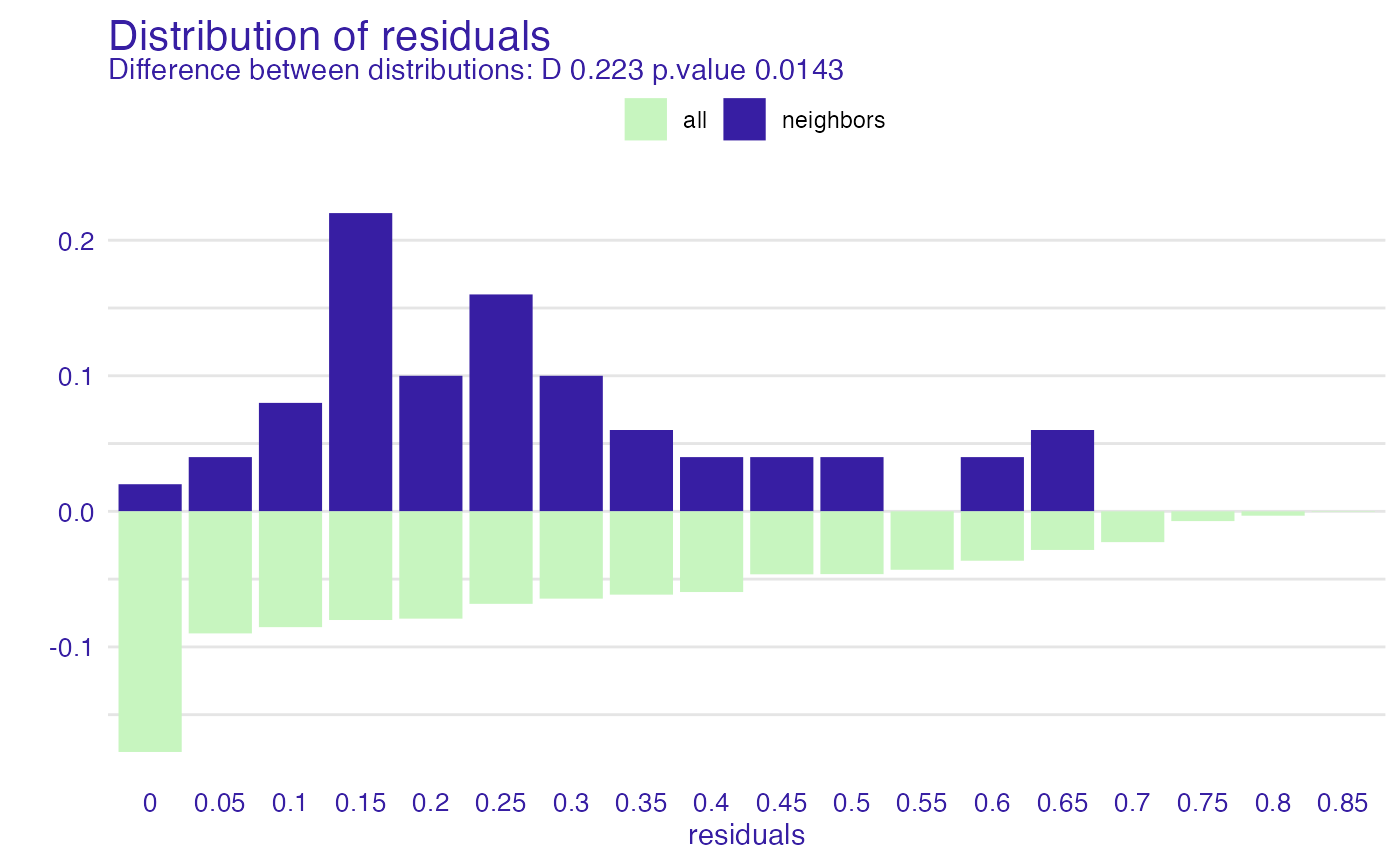 Distribution of residuals
Difference between distributions: D 0.223 p.value 0.0143
all neighbors
0.2
0.1
0.0
-0.1
0 0.05 0.1 0.15 0.2 0.25 0.3 0.35 0.4 0.45 0.5 0.55 0.6 0.65 0.7 0.75 0.8 0.85
residuals